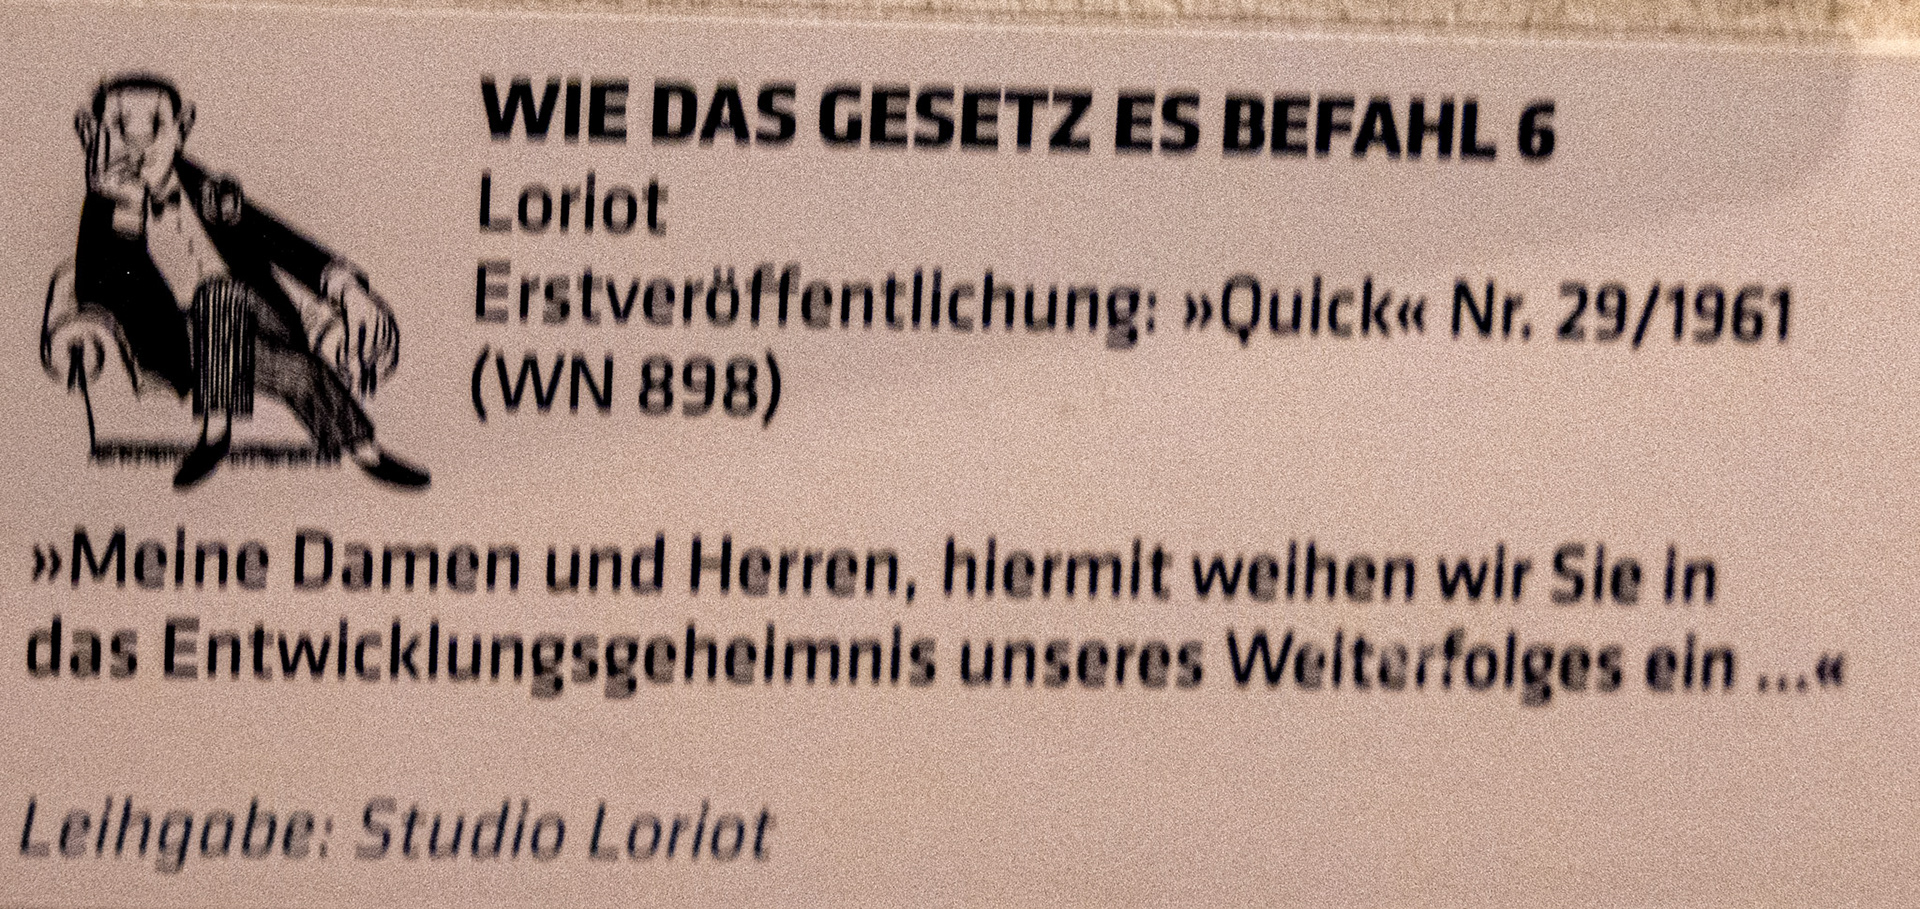 WIE DAS GESETZ ES BEFAHL 6
Loriot
Erstveröffentlichung: »Quick« Nr. 29/1961
(WN 898)
»Meine Damen und Herren, hiermit weihen wir Sie in
das Entwicklungsgeheimnis unseres Welterfolges ein ...«
Leihgabe: Studio Loriot